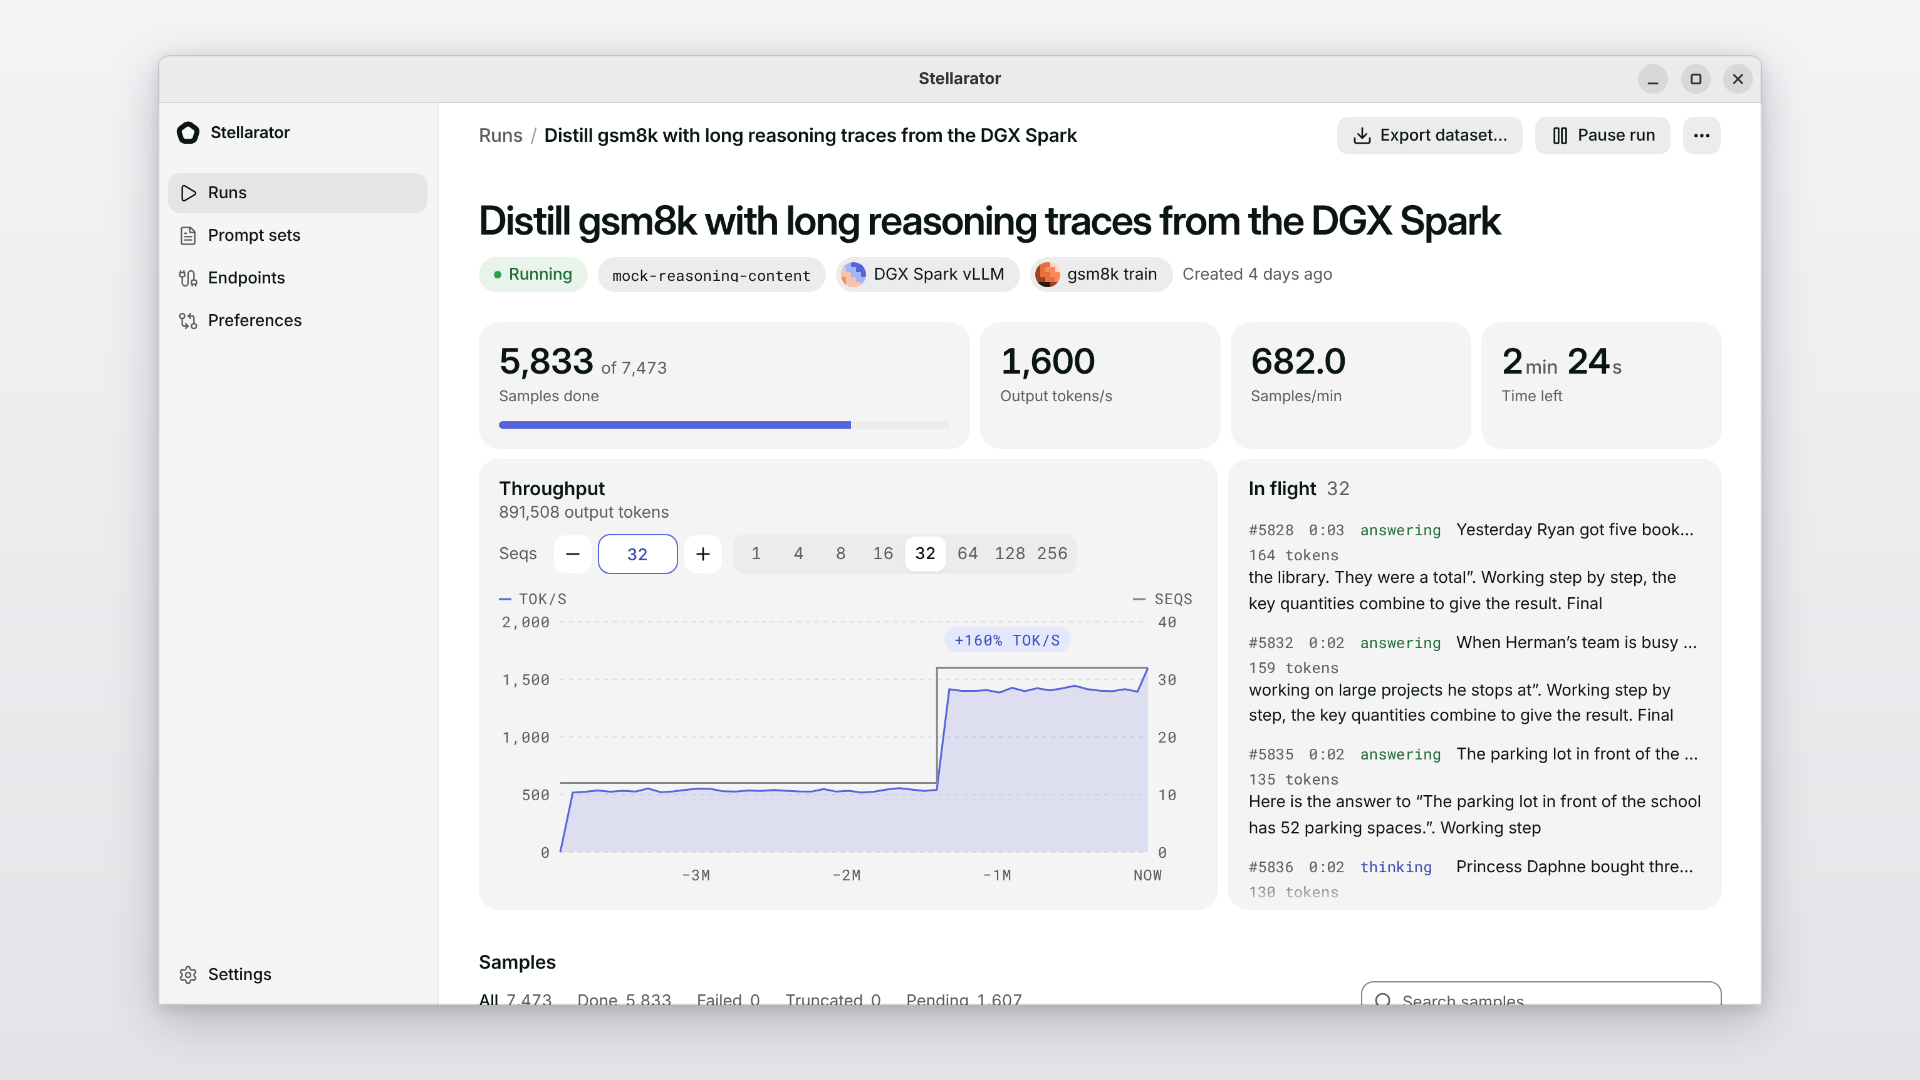 Stellarator
Stellarator
Runs
Prompt sets
Endpoints
Preferences
Settings
Runs / Distill gsm8k with long reasoning traces from the DGX Spark
Export dataset...
Pause run
Distill gsm8k with long reasoning traces from the DGX Spark
Running
mock-reasoning-content
DGX Spark vLLM
gsm8k train
Created 4 days ago
5,833 of 7,473
Samples done
1,600
Output tokens/s
682.0
Samples/min
2 min 24 s
Time left
Throughput
891,508 output tokens
Seqs − 32 + 1 4 8 16 32 64 128 256
TOK/S
SEQS
2,000
40
+160% TOK/S
1,500
30
1,000
20
500
10
0
0
−3M −2M −1M NOW
In flight 32
#5828 0:03 answering Yesterday Ryan got five book…
164 tokens
the library. They were a total”. Working step by step, the
key quantities combine to give the result. Final
#5832 0:02 answering When Herman’s team is busy …
159 tokens
working on large projects he stops at”. Working step by
step, the key quantities combine to give the result. Final
#5835 0:02 answering The parking lot in front of the …
135 tokens
Here is the answer to “The parking lot in front of the school
has 52 parking spaces.”. Working step
#5836 0:02 thinking Princess Daphne bought thre…
130 tokens
Samples
All 7,473 Done 5,833 Failed 0 Truncated 0 Pending 1,607
Search samples